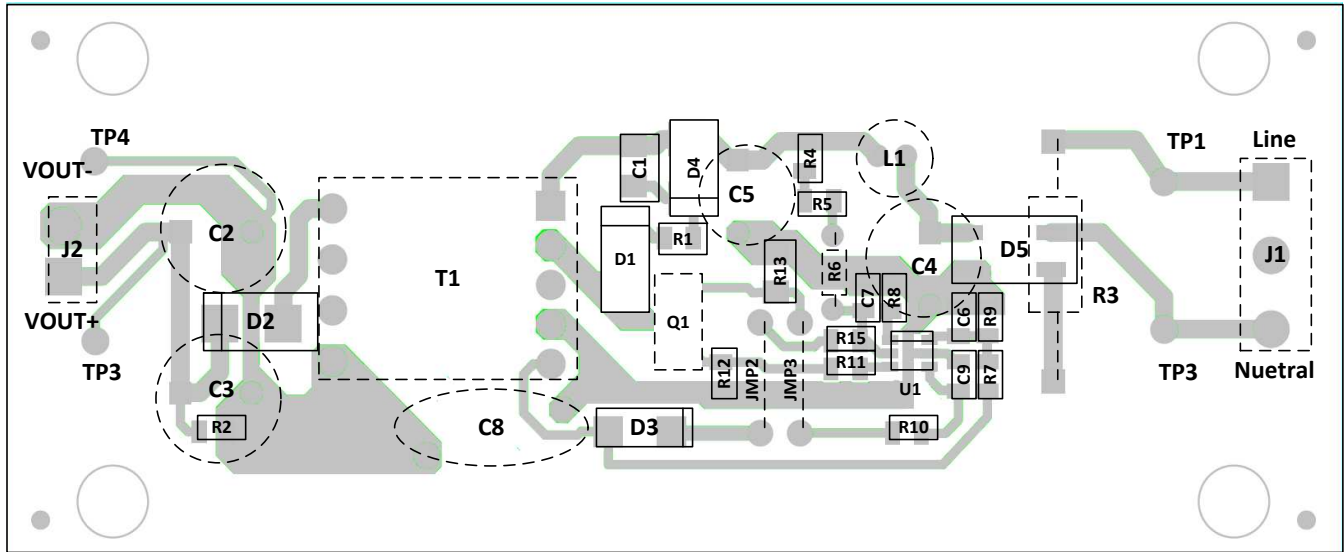 TP4
VOUT-
J2
VOUT+
TP3
C2
D2
C3
R2
T1
C8
C1
D4
C5
R4
R5
L1
D1
R1
R13
R6
C7
R8
C4
D5
R3
Q1
R12
JMP2
JMP3
R15
R11
U1
C6
R9
C9
R7
D3
R10
TP1
Line
J1
TP3
Nuetral